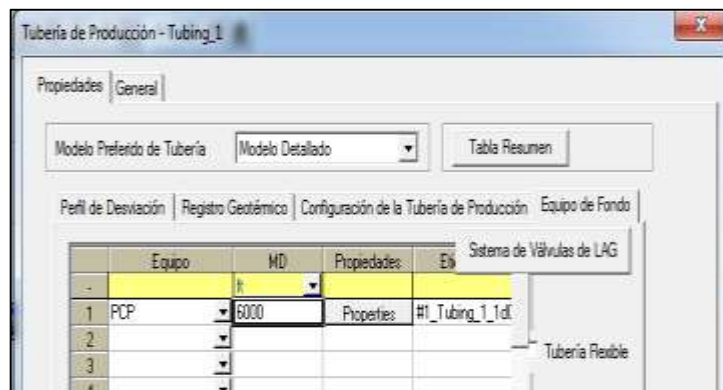 Tubería de Producción - Tubing_1
Propiedades General
Modelo Preferido de Tubería Modelo Detallado Tabla Resumen
Perfil de Desviación Registro Geotérmico Configuración de la Tubería de Producción Equipo de Fondo
Sistema de Válvulas de LAG
Equipo MD Propiedades
- ft
1 PCP 6000 Properties #1_Tubing_1_1d
2
Tubería Flexible
3